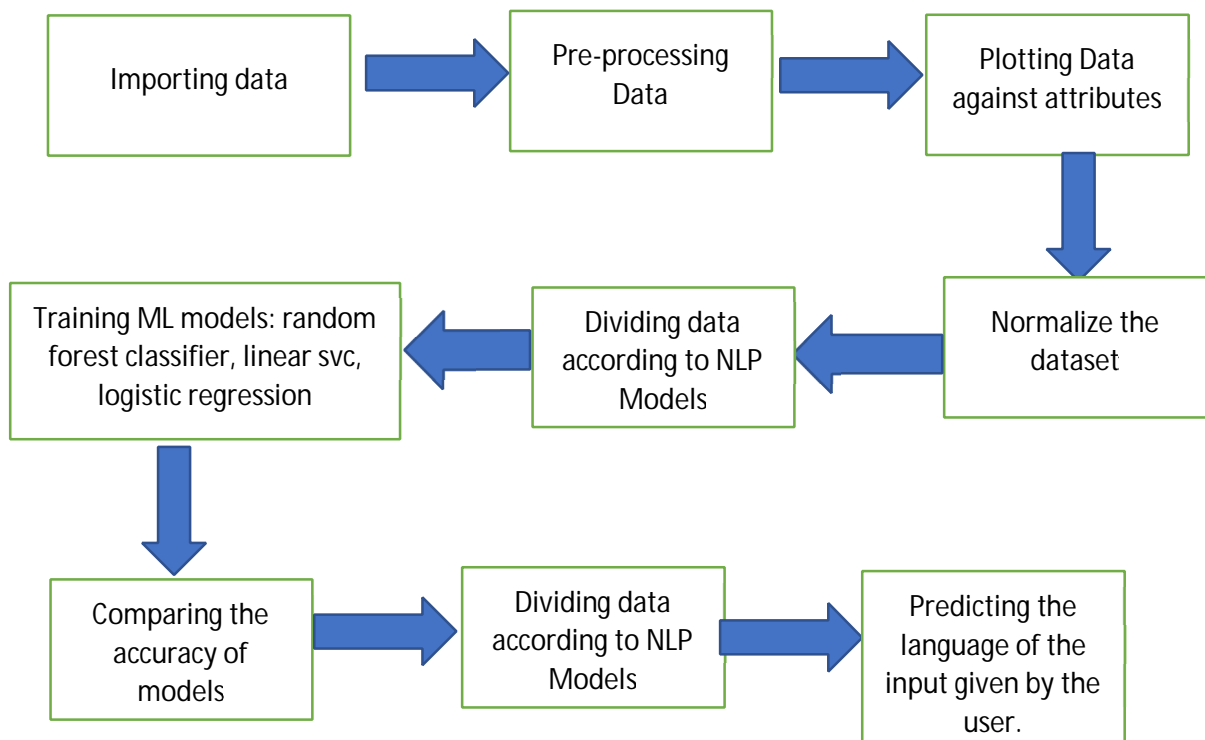 Importing data
Pre-processing
Data
Plotting Data
against attributes
Training ML models: random
forest classifier, linear svc,
logistic regression
Dividing data
according to NLP
Models
Normalize the
dataset
Comparing the
accuracy of
models
Dividing data
according to NLP
Models
Predicting the
language of the
input given by the
user.